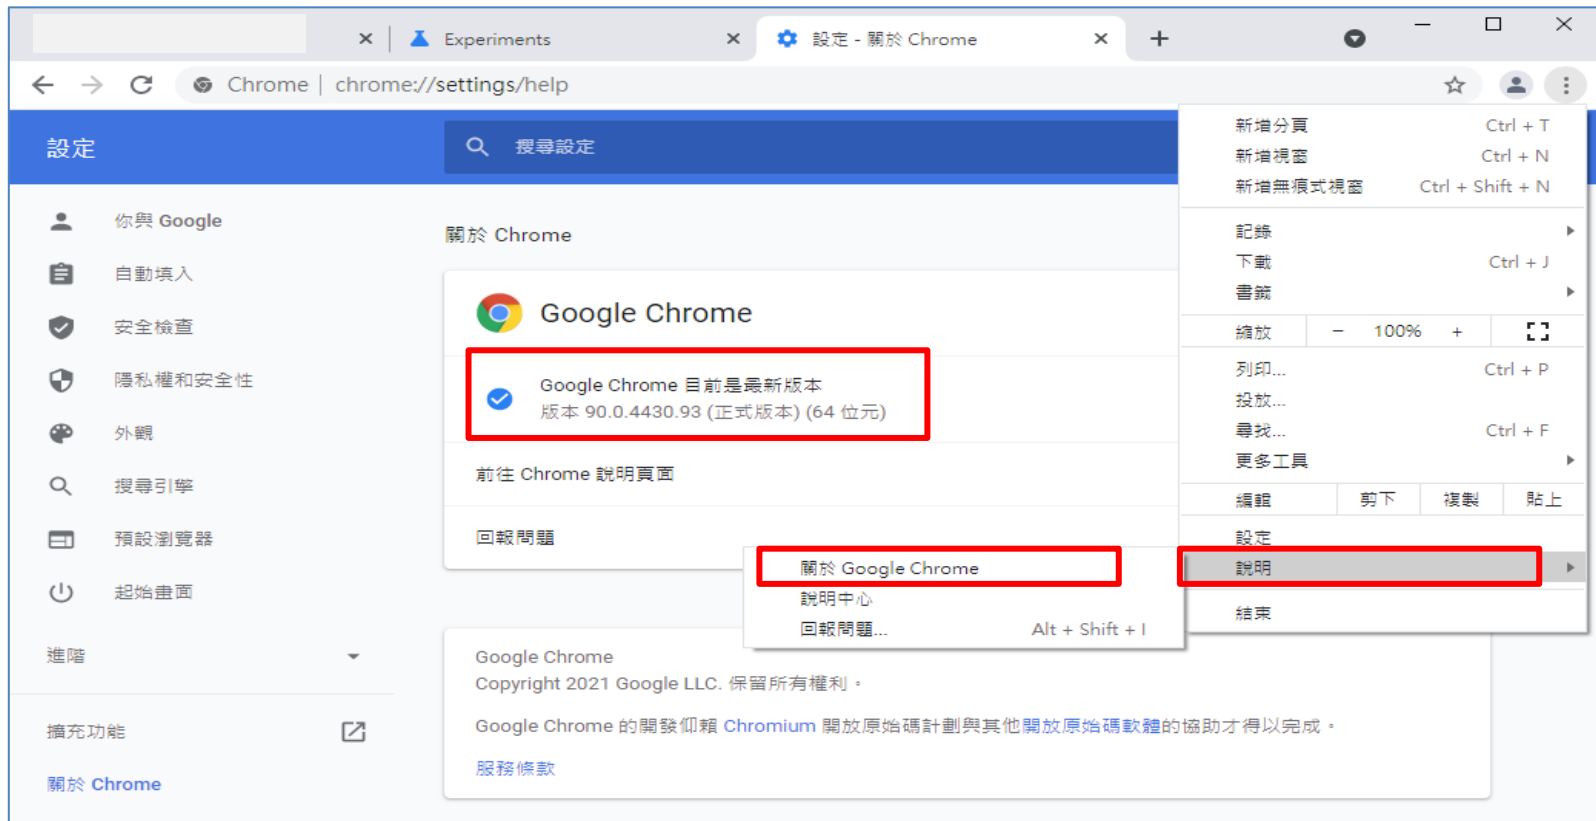 Experiments
設定 - 關於 Chrome
Chrome | chrome://settings/help
設定
搜尋設定
你與 Google
自動填入
安全檢查
隱私權和安全性
外觀
搜尋引擎
預設瀏覽器
起始畫面
進階
擴充功能
關於 Chrome
關於 Chrome
Google Chrome
Google Chrome 目前是最新版本
版本 90.0.4430.93 (正式版本) (64 位元)
前往 Chrome 說明頁面
回報問題
Google Chrome
Copyright 2021 Google LLC. 保留所有權利。
Google Chrome 的開發仰賴 Chromium 開放原始碼計劃與其他開放原始碼軟體的協助才得以完成。
服務條款
新增分頁 Ctrl + T
新增視窗 Ctrl + N
新增無痕式視窗 Ctrl + Shift + N
記錄
下載 Ctrl + J
書籤
縮放 − 100% +
列印... Ctrl + P
投放...
尋找... Ctrl + F
更多工具
編輯 剪下 複製 貼上
設定
說明
結束
關於 Google Chrome
說明中心
回報問題... Alt + Shift + I